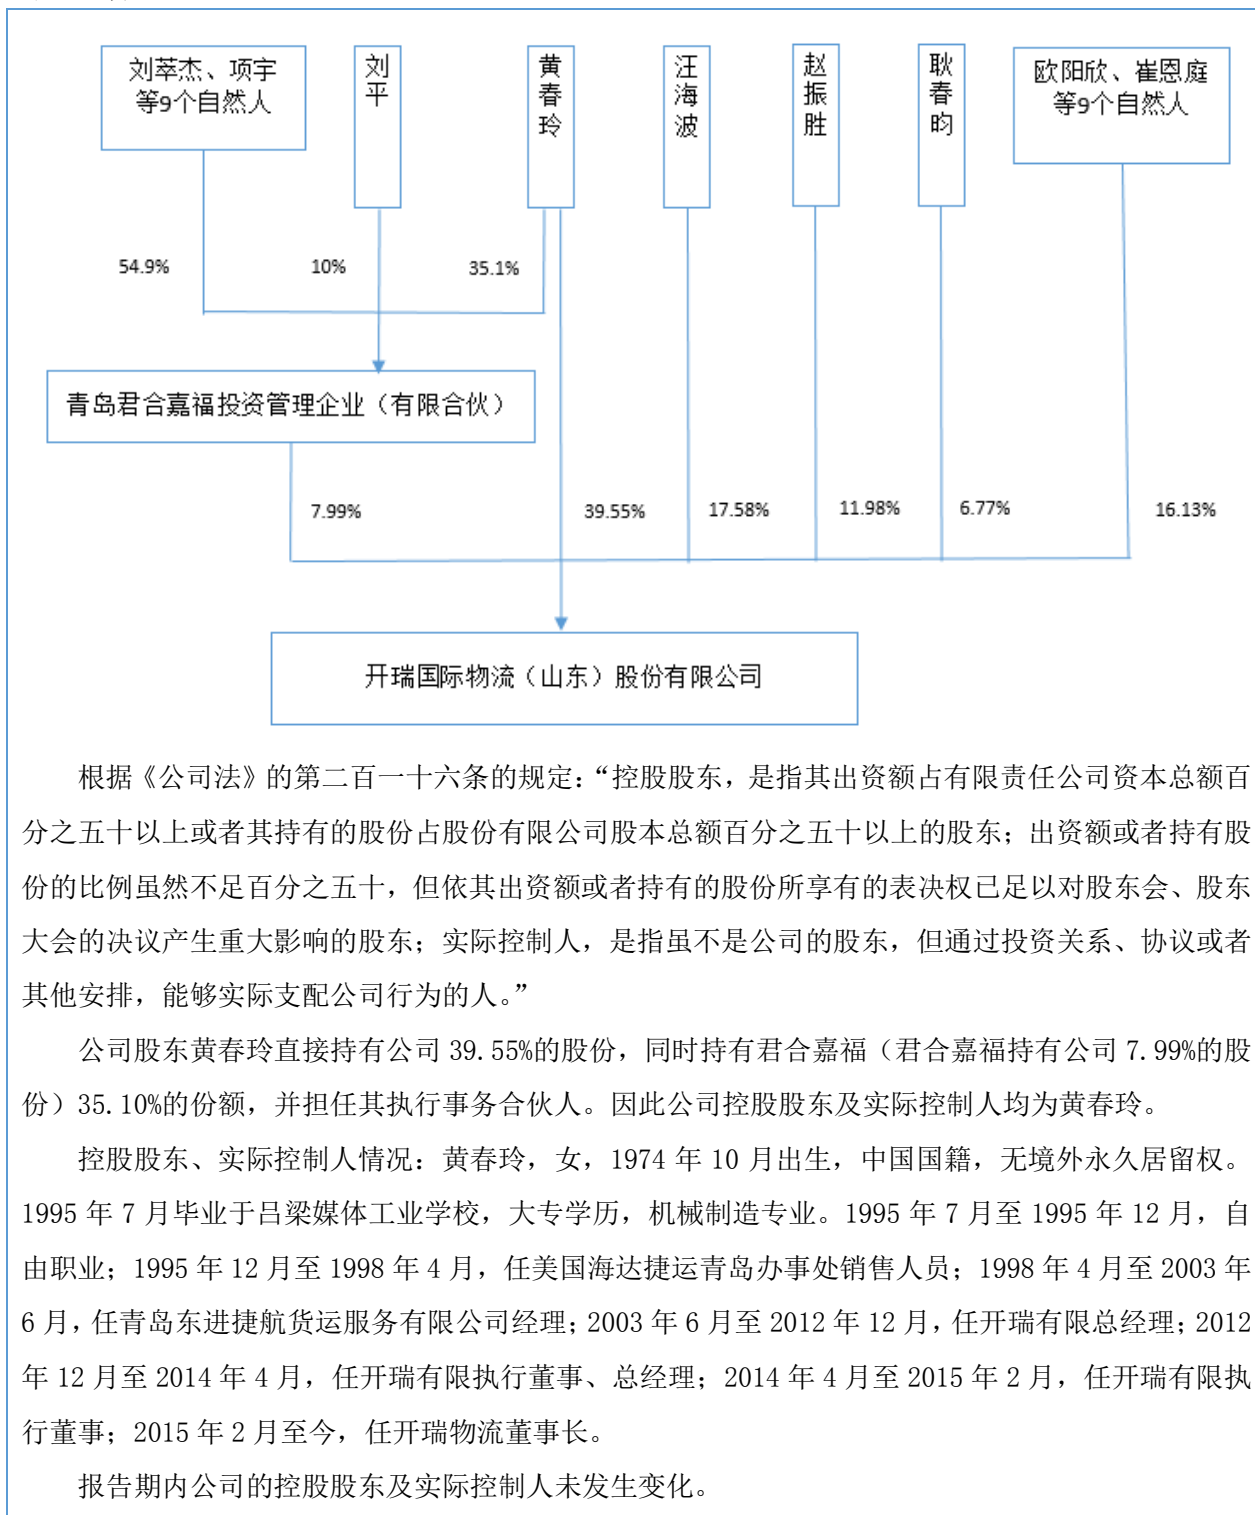 刘萃杰、项宇
等9个自然人
刘平
黄春玲
汪海波
赵振胜
耿春昀
欧阳欣、崔恩庭
等9个自然人
54.9%
10%
35.1%
青岛君合嘉福投资管理企业（有限合伙）
7.99%
39.55%
17.58%
11.98%
6.77%
16.13%
开瑞国际物流（山东）股份有限公司
根据《公司法》的第二百一十六条的规定：“控股股东，是指其出资额占有限责任公司资本总额百
分之五十以上或者其持有的股份占股份有限公司股本总额百分之五十以上的股东；出资额或者持有股
份的比例虽然不足百分之五十，但依其出资额或者持有的股份所享有的表决权已足以对股东会、股东
大会的决议产生重大影响的股东；实际控制人，是指虽不是公司的股东，但通过投资关系、协议或者
其他安排，能够实际支配公司行为的人。”
公司股东黄春玲直接持有公司 39.55%的股份，同时持有君合嘉福（君合嘉福持有公司 7.99%的股
份）35.10%的份额，并担任其执行事务合伙人。因此公司控股股东及实际控制人均为黄春玲。
控股股东、实际控制人情况：黄春玲，女，1974 年 10 月出生，中国国籍，无境外永久居留权。
1995 年 7 月毕业于吕梁媒体工业学校，大专学历，机械制造专业。1995 年 7 月至 1995 年 12 月，自
由职业；1995 年 12 月至 1998 年 4 月，任美国海达捷运青岛办事处销售人员；1998 年 4 月至 2003 年
6 月，任青岛东进捷航货运服务有限公司经理；2003 年 6 月至 2012 年 12 月，任开瑞有限总经理；2012
年 12 月至 2014 年 4 月，任开瑞有限执行董事、总经理；2014 年 4 月至 2015 年 2 月，任开瑞有限执
行董事；2015 年 2 月至今，任开瑞物流董事长。
报告期内公司的控股股东及实际控制人未发生变化。